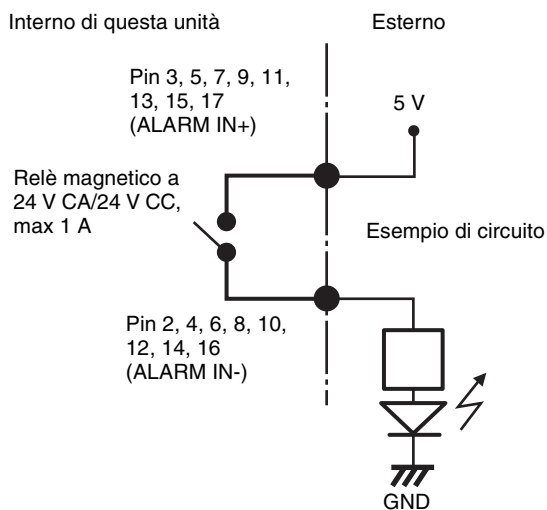 Interno di questa unità
Esterno
Pin 3, 5, 7, 9, 11,
13, 15, 17
(ALARM IN+)
5 V
Relè magnetico a
24 V CA/24 V CC,
max 1 A
Esempio di circuito
Pin 2, 4, 6, 8, 10,
12, 14, 16
(ALARM IN-)
GND